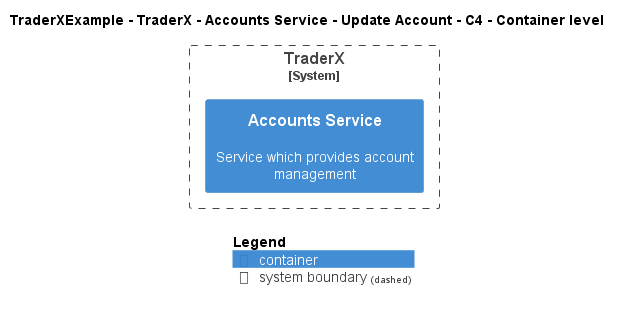 TraderXExample - TraderX - Accounts Service - Update Account - C4 - Container level
TraderX
[System]
Accounts Service
Service which provides account
management
Legend
container
system boundary (dashed)